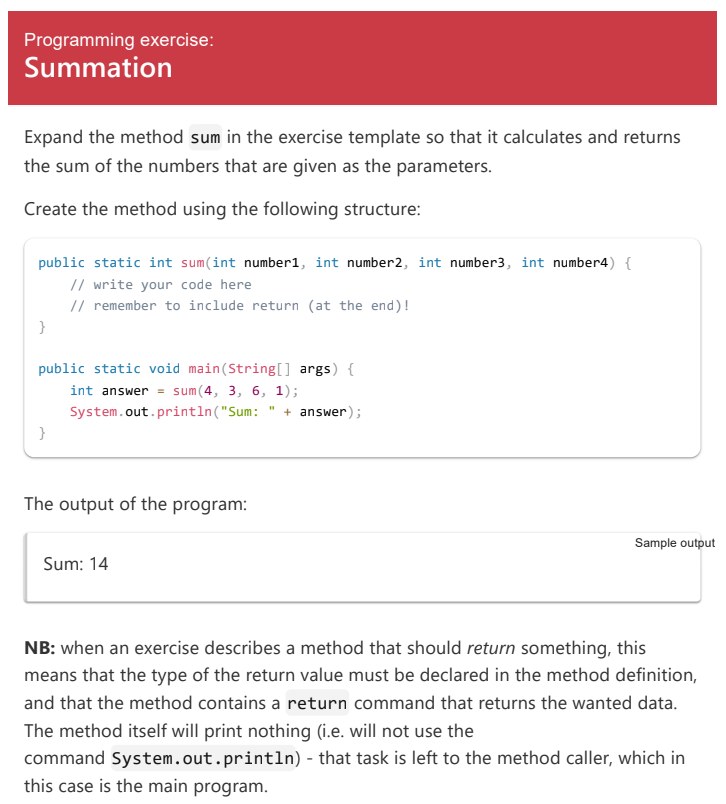 Programming exercise:
Summation
Expand the method sum in the exercise template so that it calculates and returns
the sum of the numbers that are given as the parameters.
Create the method using the following structure:
public static int sum(int number1, int number2, int number3, int number4) {
    // write your code here
    // remember to include return (at the end)!
}
public static void main(String[] args) {
    int answer = sum(4, 3, 6, 1);
    System.out.println("Sum: " + answer);
}
The output of the program:
Sample output
Sum: 14
NB: when an exercise describes a method that should return something, this
means that the type of the return value must be declared in the method definition,
and that the method contains a return command that returns the wanted data.
The method itself will print nothing (i.e. will not use the
command System.out.println) - that task is left to the method caller, which in
this case is the main program.